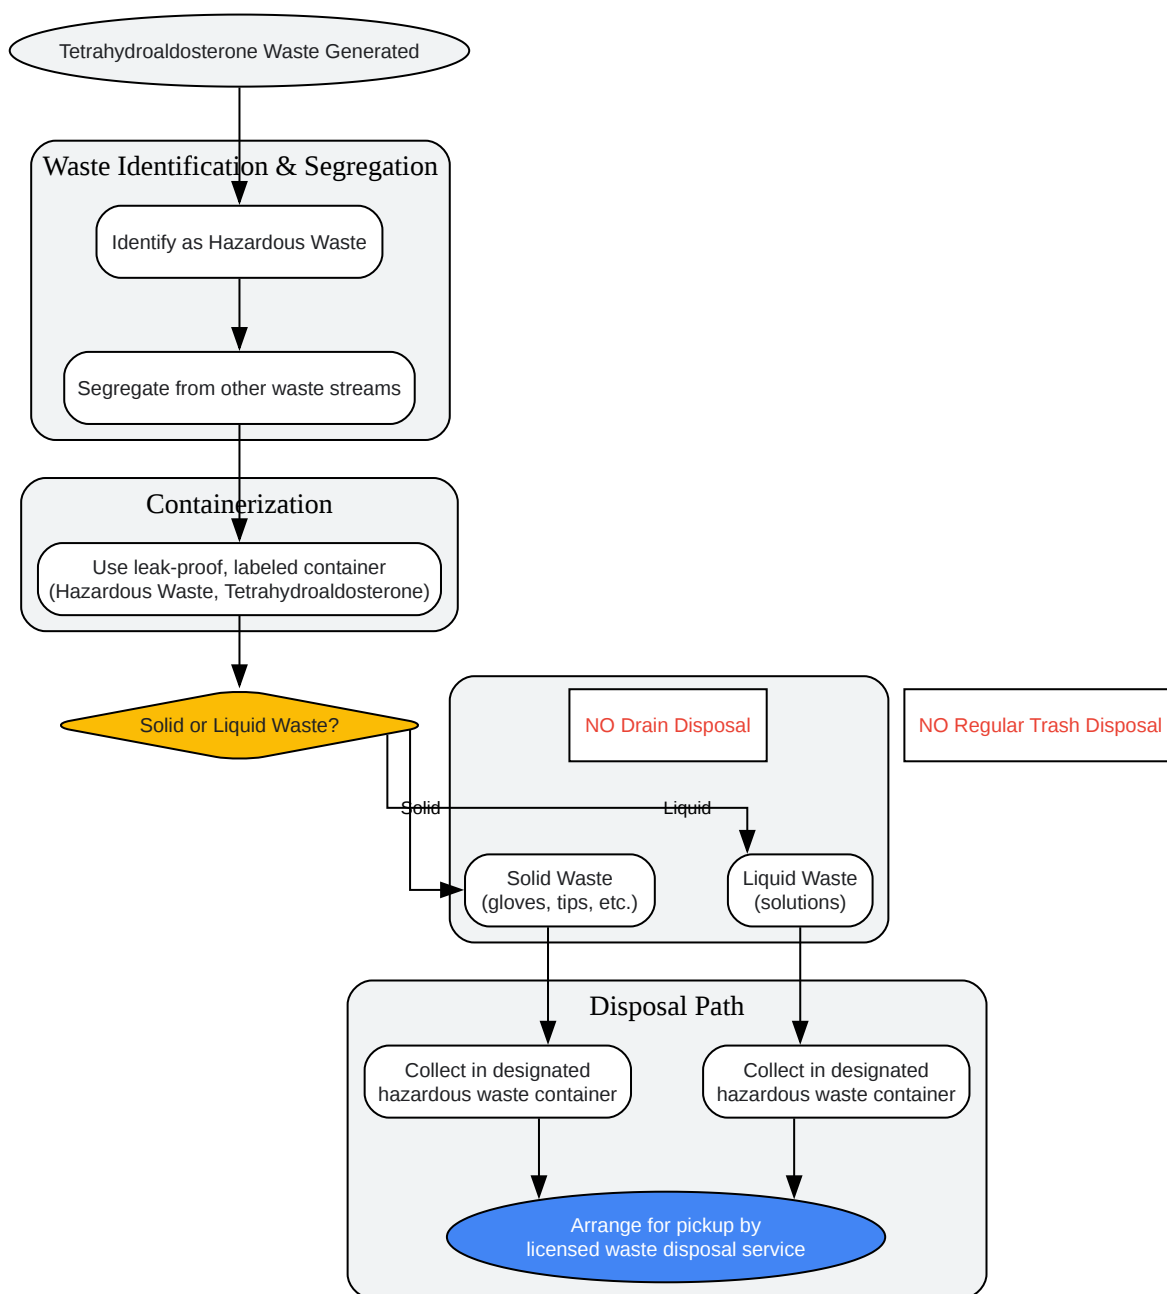 Tetrahydroaldosterone Waste Generated
Waste Identification & Segregation
Identify as Hazardous Waste
Segregate from other waste streams
Containerization
Use leak-proof, labeled container
(Hazardous Waste, Tetrahydroaldosterone)
Solid or Liquid Waste?
NO Drain Disposal
NO Regular Trash Disposal
Solid
Liquid
Solid Waste
(gloves, tips, etc.)
Liquid Waste
(solutions)
Disposal Path
Collect in designated
hazardous waste container
Collect in designated
hazardous waste container
Arrange for pickup by
licensed waste disposal service